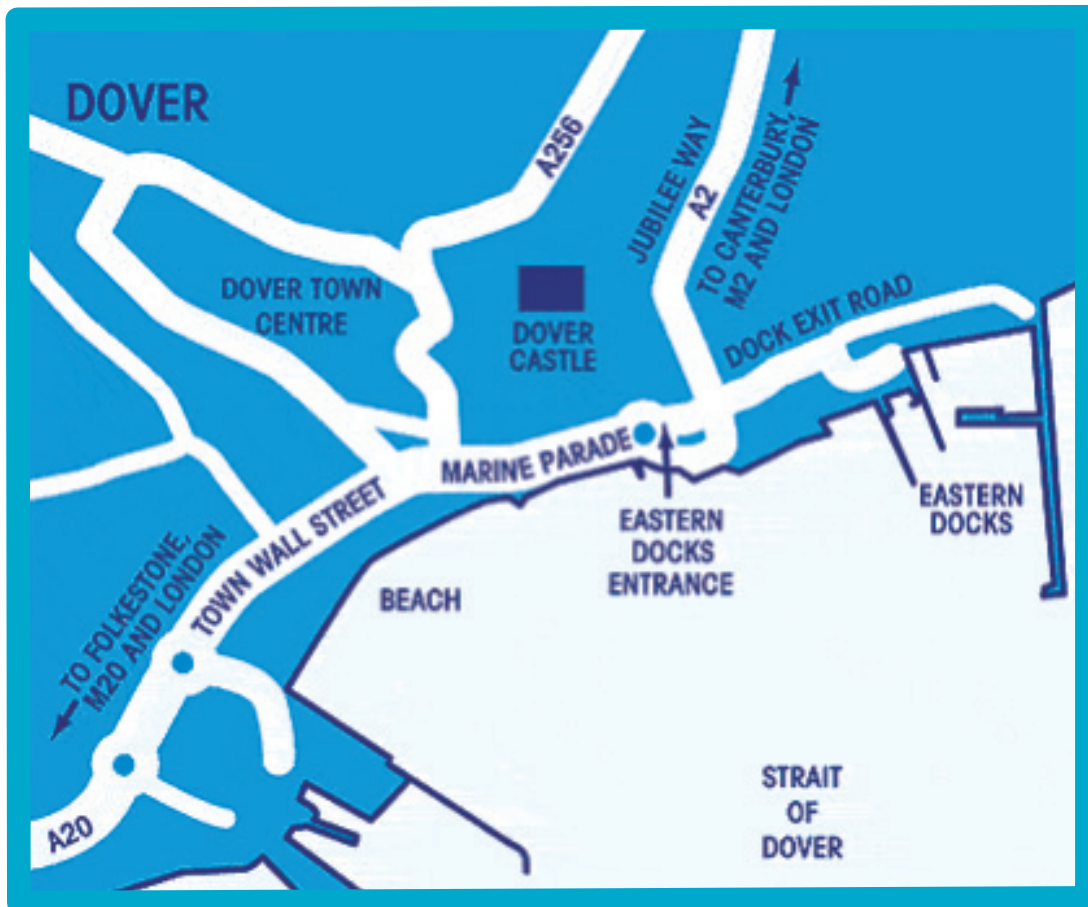 DOVER
A256
JUBILEE WAY
A2
TO CANTERBURY,
M2 AND LONDON
DOVER TOWN
CENTRE
DOVER
CASTLE
DOCK EXIT ROAD
MARINE PARADE
EASTERN
DOCKS
ENTRANCE
EASTERN
DOCKS
TOWN WALL STREET
TO FOLKESTONE,
M20 AND LONDON
BEACH
A20
STRAIT
OF
DOVER